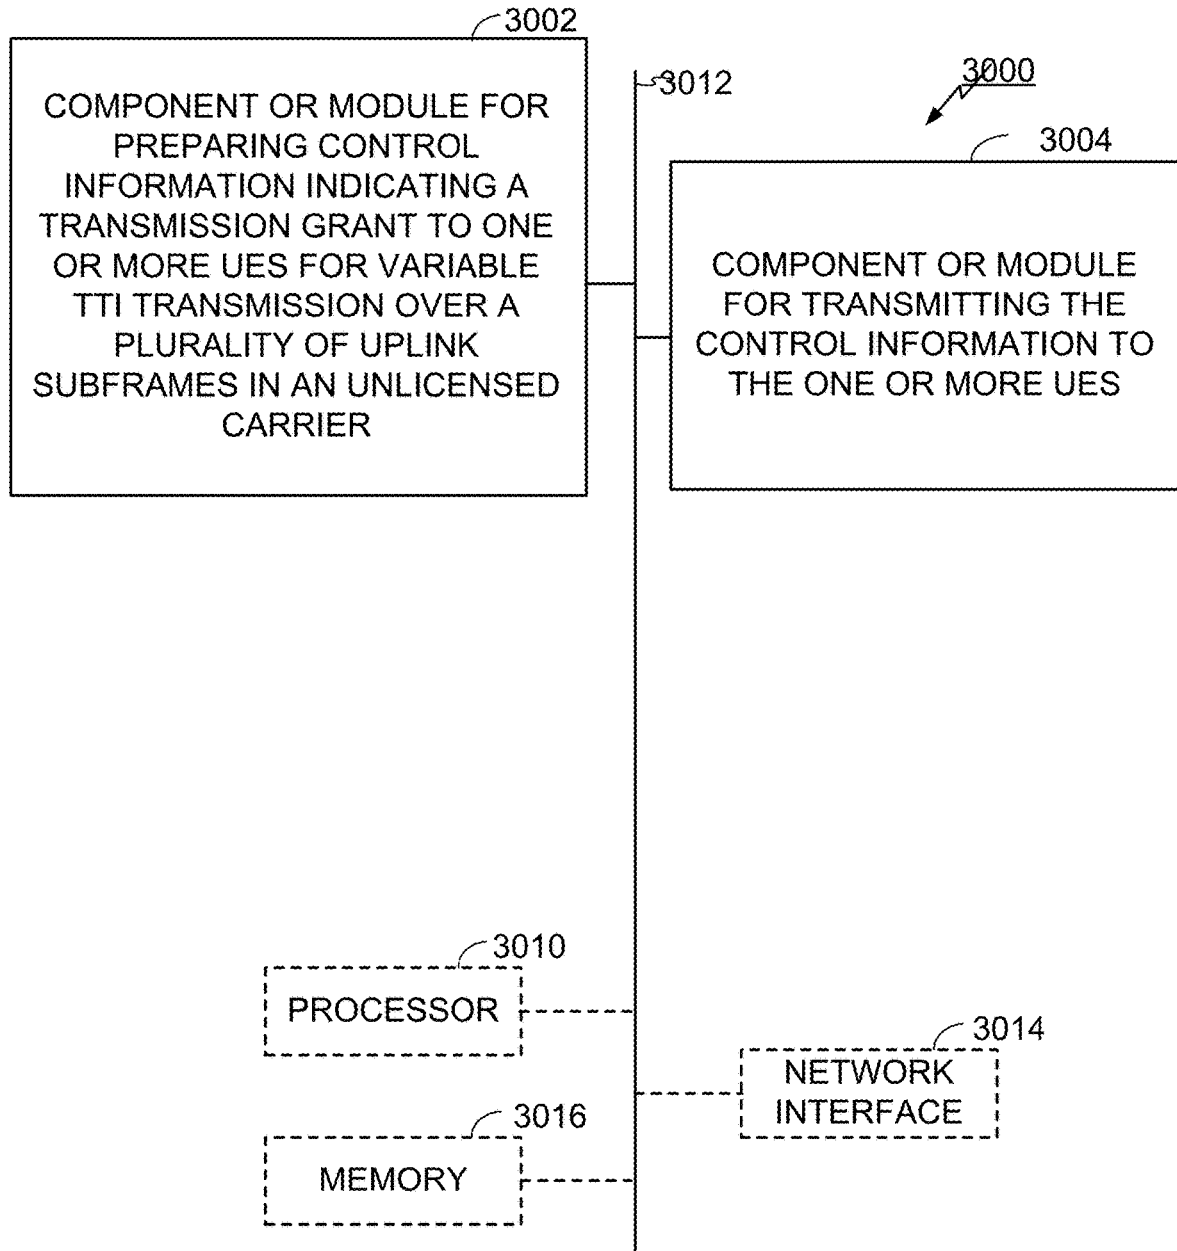 3002
COMPONENT OR MODULE FOR
PREPARING CONTROL
INFORMATION INDICATING A
TRANSMISSION GRANT TO ONE
OR MORE UES FOR VARIABLE
TTI TRANSMISSION OVER A
PLURALITY OF UPLINK
SUBFRAMES IN AN UNLICENSED
CARRIER
3012
3000
3004
COMPONENT OR MODULE
FOR TRANSMITTING THE
CONTROL INFORMATION TO
THE ONE OR MORE UES
3010
PROCESSOR
3014
NETWORK
INTERFACE
3016
MEMORY